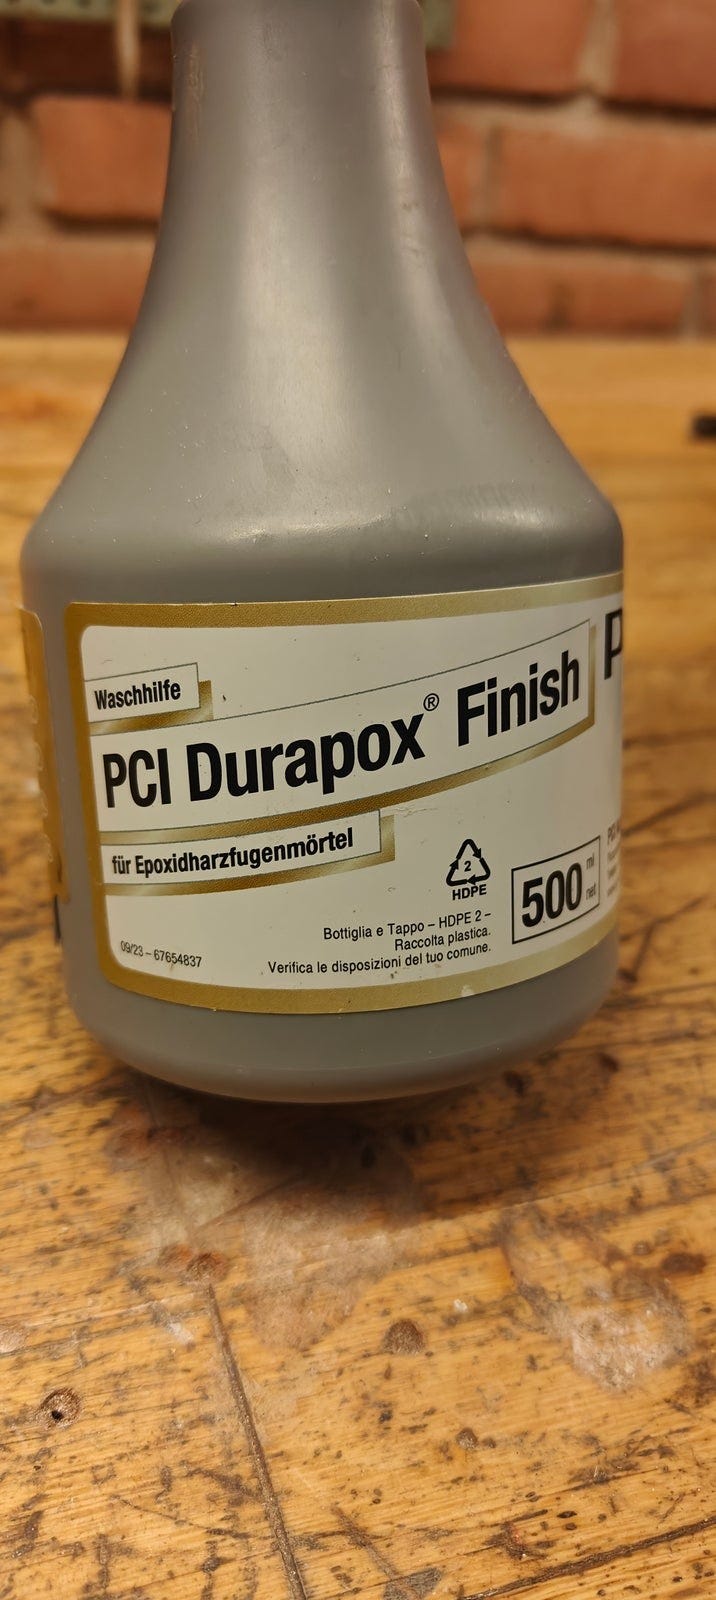 Waschhilfe
PCI Durapox® Finish
für Epoxidharzfugenmörtel
2
HDPE
500 ml
net
Bottiglia e Tappo – HDPE 2 –
Raccolta plastica.
Verifica le disposizioni del tuo comune.
09/23 – 67654837